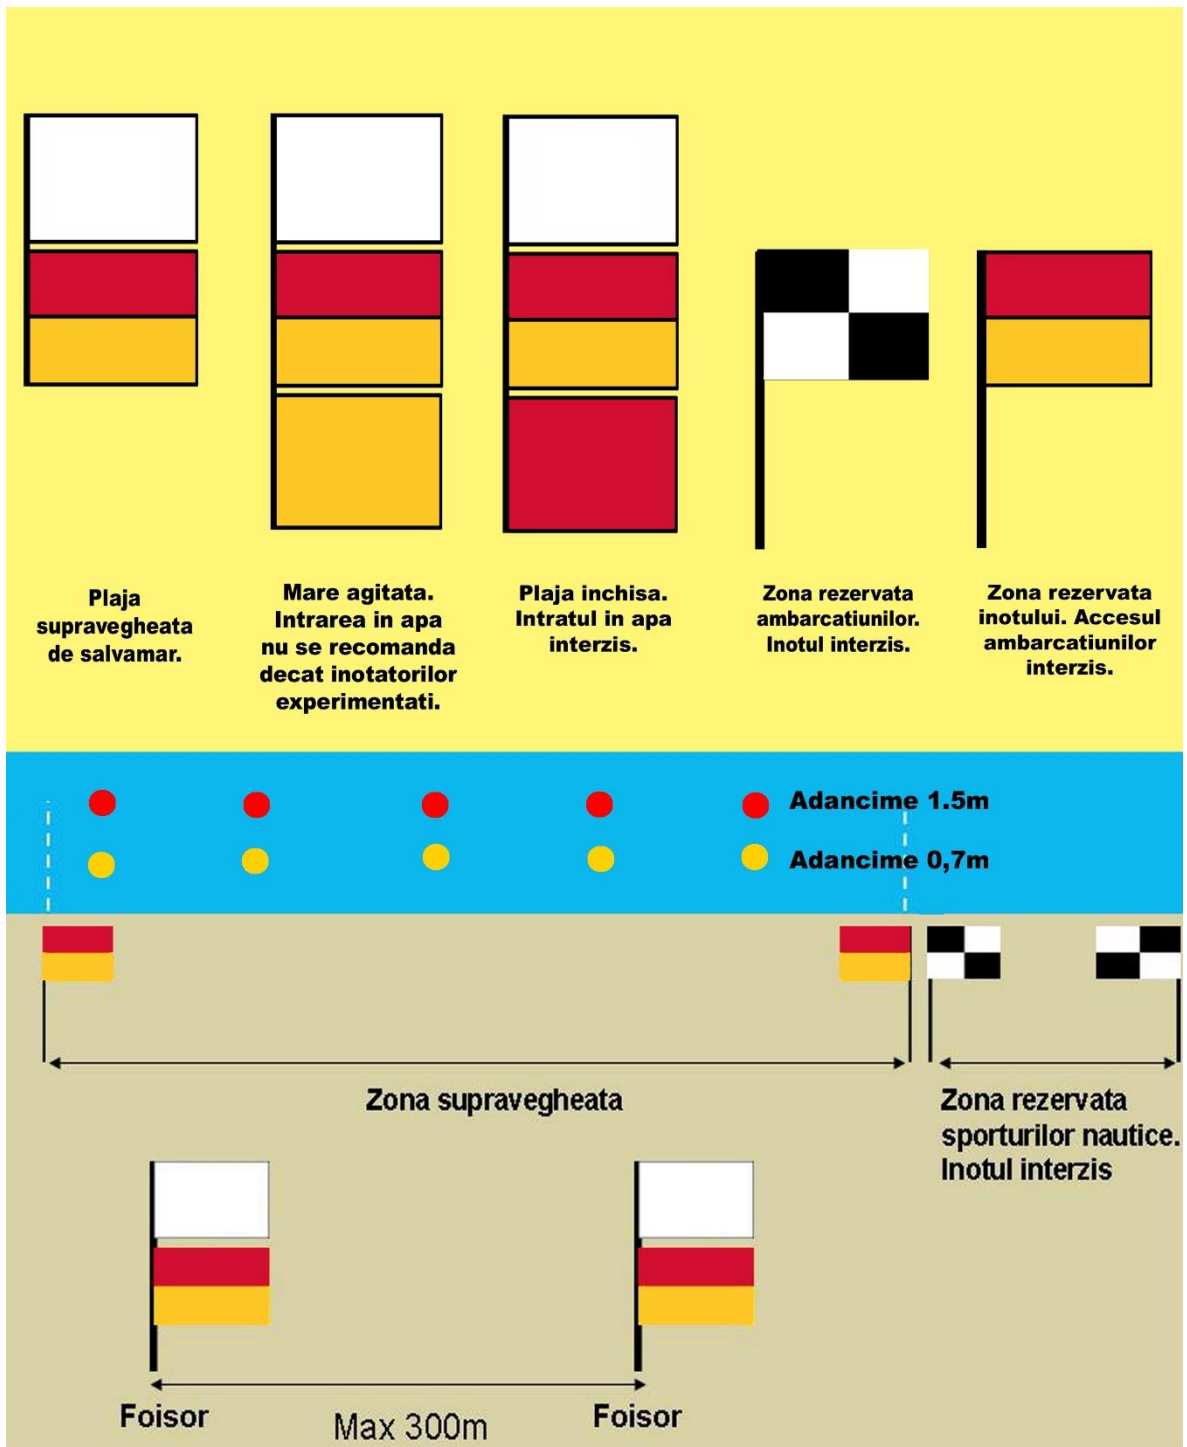 Plaja
supravegheata
de salvamar.
Mare agitata.
Intrarea in apa
nu se recomanda
decat inotatorilor
experimentati.
Plaja inchisa.
Intratul in apa
interzis.
Zona rezervata
ambarcatiunilor.
Inotul interzis.
Zona rezervata
inotului. Accesul
ambarcatiunilor
interzis.
Adancime 1.5m
Adancime 0,7m
Zona supravegheata
Zona rezervata
sporturilor nautice.
Inotul interzis
Foisor
Max 300m
Foisor